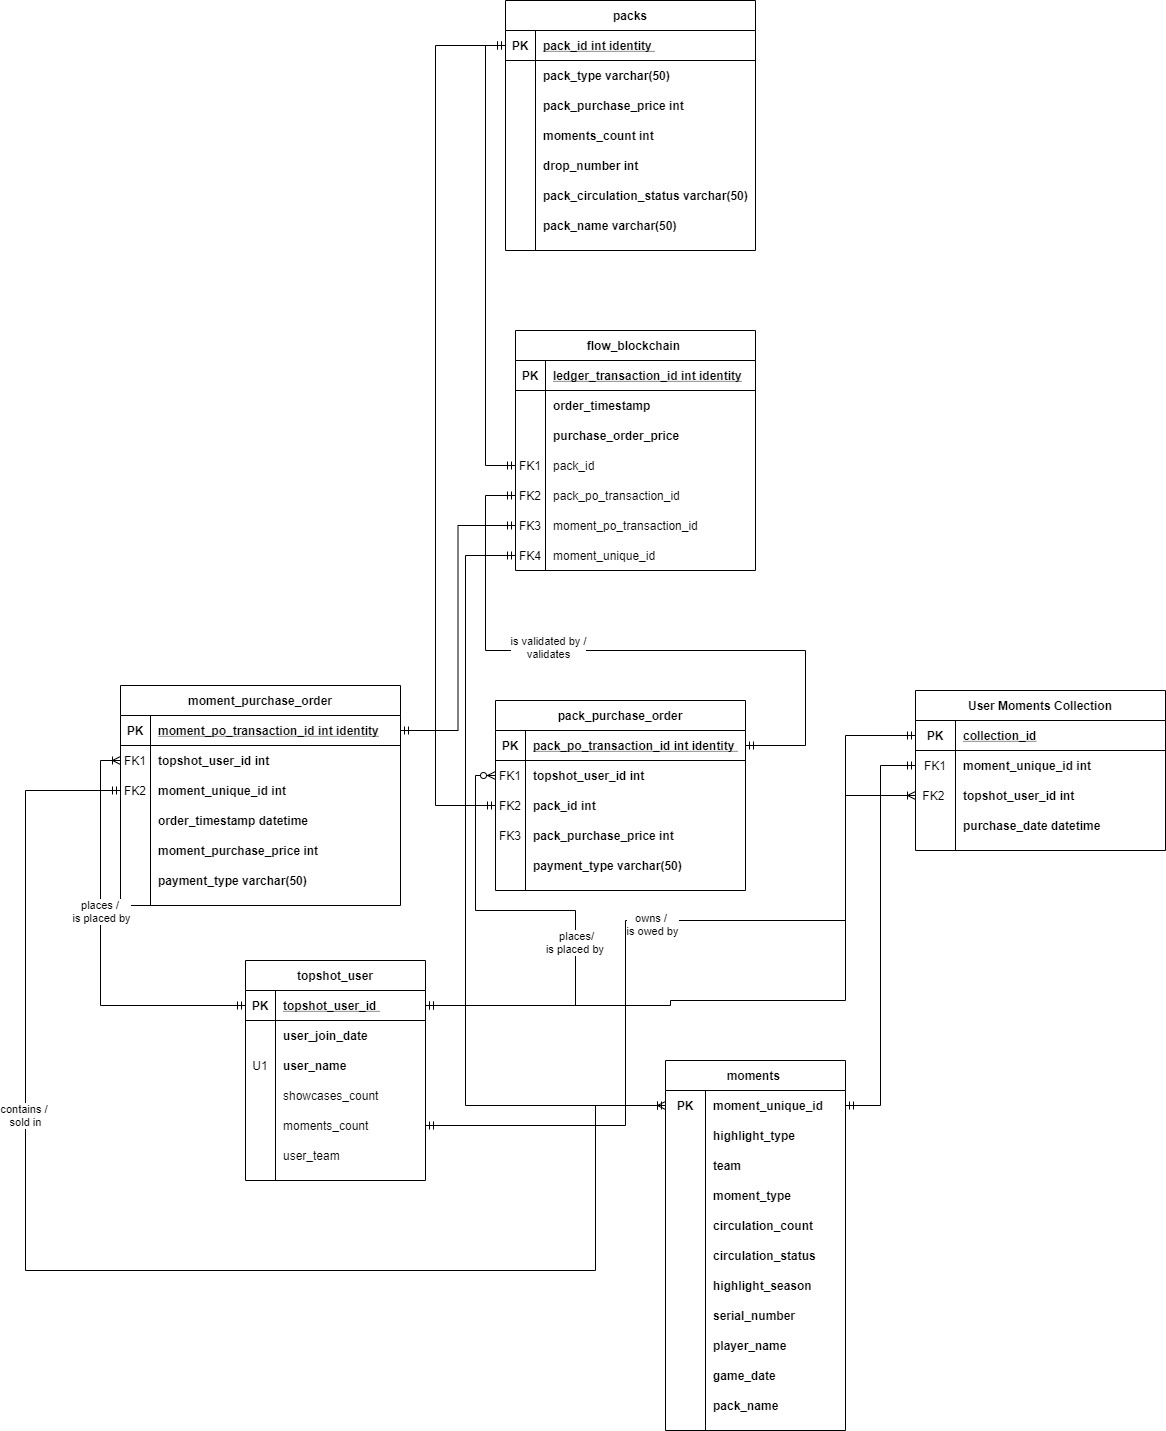 packs
PK pack_id int identity
pack_type varchar(50)
pack_purchase_price int
moments_count int
drop_number int
pack_circulation_status varchar(50)
pack_name varchar(50)
flow_blockchain
PK ledger_transaction_id int identity
order_timestamp
purchase_order_price
FK1 pack_id
FK2 pack_po_transaction_id
FK3 moment_po_transaction_id
FK4 moment_unique_id
is validated by /
validates
moment_purchase_order
PK moment_po_transaction_id int identity
FK1 topshot_user_id int
FK2 moment_unique_id int
order_timestamp datetime
moment_purchase_price int
payment_type varchar(50)
places /
is placed by
pack_purchase_order
PK pack_po_transaction_id int identity
FK1 topshot_user_id int
FK2 pack_id int
FK3 pack_purchase_price int
payment_type varchar(50)
User Moments Collection
PK collection_id
FK1 moment_unique_id int
FK2 topshot_user_id int
purchase_date datetime
places/
is placed by
owns /
is owed by
topshot_user
PK topshot_user_id
user_join_date
U1 user_name
showcases_count
moments_count
user_team
contains /
sold in
moments
PK moment_unique_id
highlight_type
team
moment_type
circulation_count
circulation_status
highlight_season
serial_number
player_name
game_date
pack_name